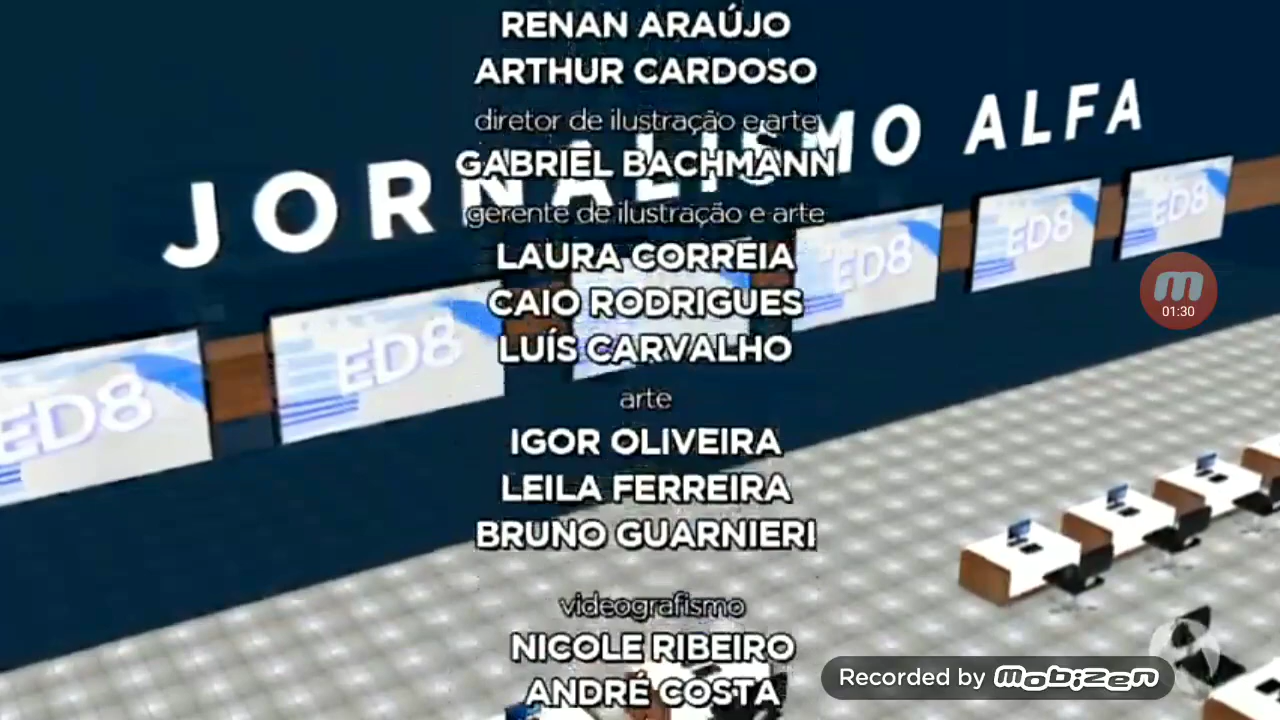 RENAN ARAÚJO
ARTHUR CARDOSO
diretor de ilustração e arte
JORNALISMO ALFA
GABRIEL BACHMANN
gerente de ilustração e arte
LAURA CORREIA
CAIO RODRIGUES
LUÍS CARVALHO
arte
IGOR OLIVEIRA
LEILA FERREIRA
BRUNO GUARNIERI
videografismo
NICOLE RIBEIRO
ANDRÉ COSTA
ED8
ED8
ED8
ED8
ED8
01:30
Recorded by mobizen